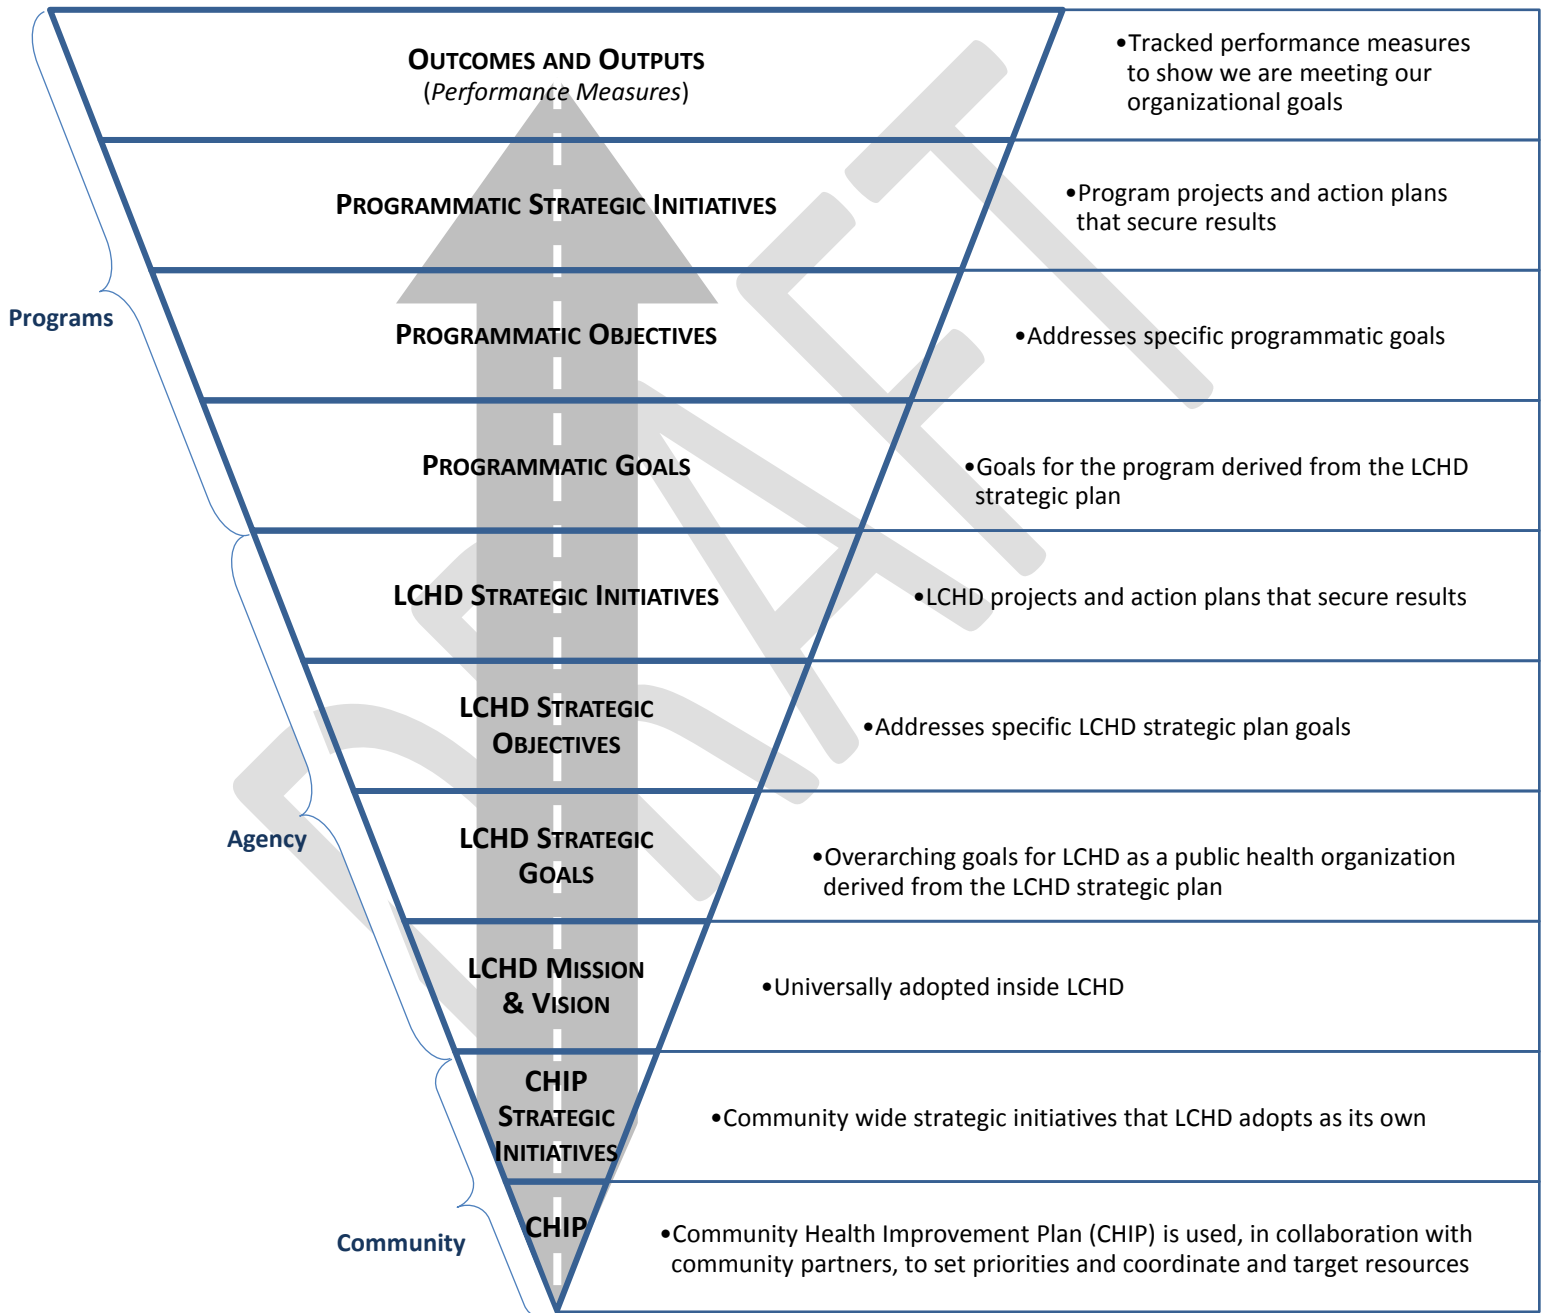 OUTCOMES AND OUTPUTS
(Performance Measures)
•Tracked performance measures
to show we are meeting our
organizational goals
PROGRAMMATIC STRATEGIC INITIATIVES
•Program projects and action plans
that secure results
Programs
PROGRAMMATIC OBJECTIVES
•Addresses specific programmatic goals
PROGRAMMATIC GOALS
•Goals for the program derived from the LCHD
strategic plan
LCHD STRATEGIC INITIATIVES
•LCHD projects and action plans that secure results
LCHD STRATEGIC
OBJECTIVES
•Addresses specific LCHD strategic plan goals
Agency
LCHD STRATEGIC
GOALS
•Overarching goals for LCHD as a public health organization
derived from the LCHD strategic plan
LCHD MISSION
& VISION
•Universally adopted inside LCHD
CHIP
STRATEGIC
INITIATIVES
•Community wide strategic initiatives that LCHD adopts as its own
Community
CHIP
•Community Health Improvement Plan (CHIP) is used, in collaboration with
community partners, to set priorities and coordinate and target resources
DRAFT